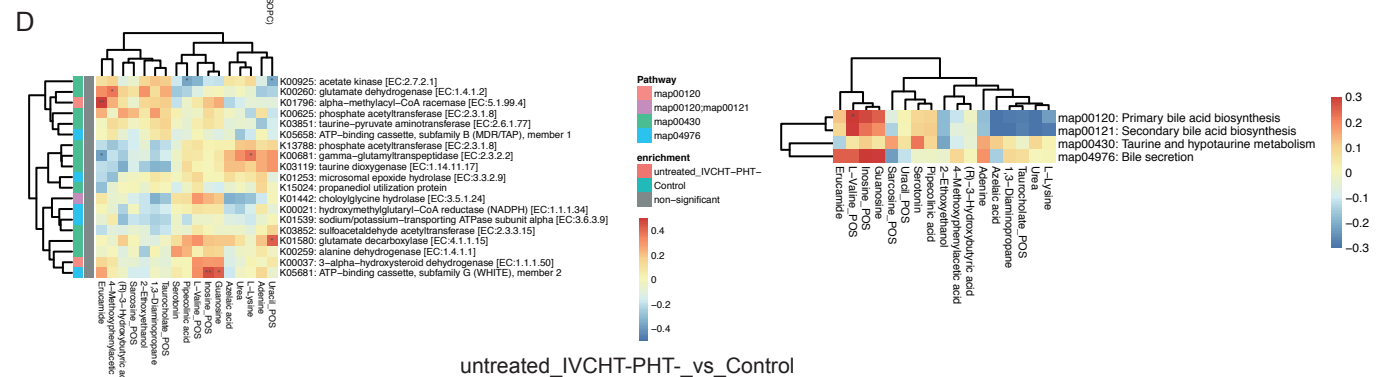 D
SOPC)
K00925: acetate kinase [EC:2.7.2.1]
K00260: glutamate dehydrogenase [EC:1.4.1.2]
K01796: alpha-methylacyl-CoA racemase [EC:5.1.99.4]
K00625: phosphate acetyltransferase [EC:2.3.1.8]
K03851: taurine-pyruvate aminotransferase [EC:2.6.1.77]
K05658: ATP-binding cassette, subfamily B (MDR/TAP), member 1
K13788: phosphate acetyltransferase [EC:2.3.1.8]
K00681: gamma-glutamyltranspeptidase [EC:2.3.2.2]
K03119: taurine dioxygenase [EC:1.14.11.17]
K01253: microsomal epoxide hydrolase [EC:3.3.2.9]
K15024: propanediol utilization protein
K01442: choloylglycine hydrolase [EC:3.5.1.24]
K00021: hydroxymethylglutaryl-CoA reductase (NADPH) [EC:1.1.1.34]
K01539: sodium/potassium-transporting ATPase subunit alpha [EC:3.6.3.9]
K03852: sulfoacetaldehyde acetyltransferase [EC:2.3.3.15]
K01580: glutamate decarboxylase [EC:4.1.1.15]
K00259: alanine dehydrogenase [EC:1.4.1.1]
K00037: 3-alpha-hydroxysteroid dehydrogenase [EC:1.1.1.50]
K05681: ATP-binding cassette, subfamily G (WHITE), member 2
Erucamide
4-Methoxyphenylacetic
(R)-3-Hydroxybutyric ac
Sarcosine_POS
2-Ethoxyethanol
1,3-Diaminopropane
Taurocholate_POS
Serotonin
Pipecolinic acid
L-Valine_POS
Inosine_POS
Guanosine
Azelaic acid
Urea
L-Lysine
Adenine
Uracil_POS
Pathway
map00120
map00120;map00121
map00430
map04976
enrichment
untreated_IVCHT-PHT-
Control
non-significant
0.4
0.2
0
-0.2
-0.4
map00120: Primary bile acid biosynthesis
map00121: Secondary bile acid biosynthesis
map00430: Taurine and hypotaurine metabolism
map04976: Bile secretion
Erucamide
L-Valine_POS
Inosine_POS
Guanosine
Sarcosine_POS
Uracil_POS
Serotonin
Pipecolinic acid
2-Ethoxyethanol
4-Methoxyphenylacetic acid
(R)-3-Hydroxybutyric acid
Adenine
Azelaic acid
1,3-Diaminopropane
Taurocholate_POS
Urea
L-Lysine
0.3
0.2
0.1
0
-0.1
-0.2
-0.3
untreated_IVCHT-PHT-_vs_Control